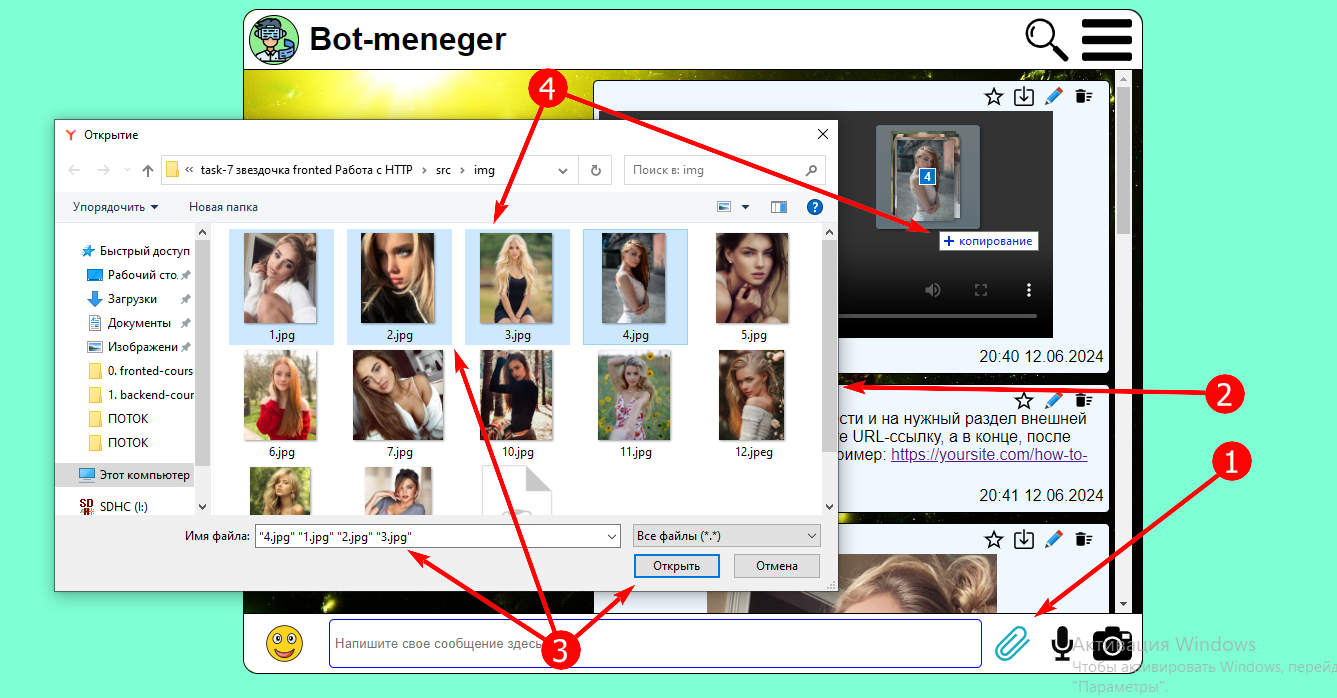 Bot-meneger
4
Открытие
« task-7 звездочка fronted Работа с HTTP › src › img
Поиск в: img
Упорядочить
Новая папка
?
Быстрый доступ
Рабочий сто.
Загрузки
Документы
Изображени
0. fronted-cours
1. backend-cour
ПОТОК
ПОТОК
Этот компьютер
SD
SDHC (I:)
1.jpg
2.jpg
3.jpg
4.jpg
5.jpg
6.jpg
7.jpg
10.jpg
11.jpg
12.jpeg
Имя файла:
"4.jpg" "1.jpg" "2.jpg" "3.jpg"
Все файлы (*.*)
Открыть
Отмена
4
+ копирование
20:40 12.06.2024
2
сти и на нужный раздел внешней
е URL-ссылку, а в конце, после
ример: https://yoursite.com/how-to-
1
20:41 12.06.2024
Напишите свое сообщение здесь
3
Активация Windows
Чтобы активировать Windows, перейд
"Параметры".